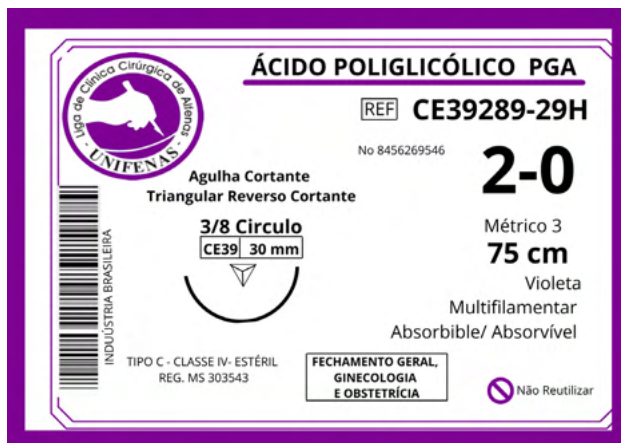 ÁCIDO POLIGLICÓLICO PGA
Liga de Clínica Cirúrgica de Alfenas
- UNIFENAS -
REF CE39289-29H
No 8456269546
2-0
Agulha Cortante
Triangular Reverso Cortante
3/8 Circulo
CE39 30 mm
Métrico 3
75 cm
Violeta
Multifilamentar
Absorbible/ Absorvível
INDUÚSTRIA BRASILEIRA
TIPO C - CLASSE IV- ESTÉRIL
REG. MS 303543
FECHAMENTO GERAL,
GINECOLOGIA
E OBSTETRÍCIA
Não Reutilizar